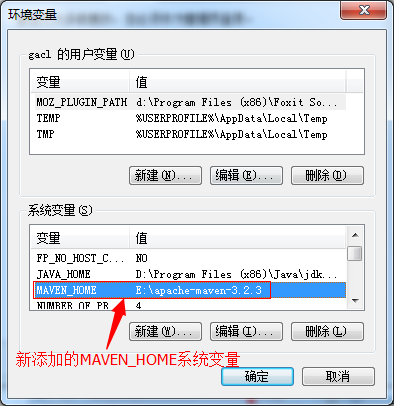 环境变量
gacl 的用户变量(U)
变量 值
MOZ_PLUGIN_PATH d:\Program Files (x86)\Foxit So...
TEMP %USERPROFILE%\AppData\Local\Temp
TMP %USERPROFILE%\AppData\Local\Temp
新建(N)... 编辑(E)... 删除(D)
系统变量(S)
变量 值
FP_NO_HOST_C... NO
JAVA_HOME D:\Program Files (x86)\Java\jdk...
MAVEN_HOME E:\apache-maven-3.2.3
NUMBER_OF_PR... 4
新建(W)... 编辑(I)... 删除(L)
新添加的MAVEN_HOME系统变量
确定 取消